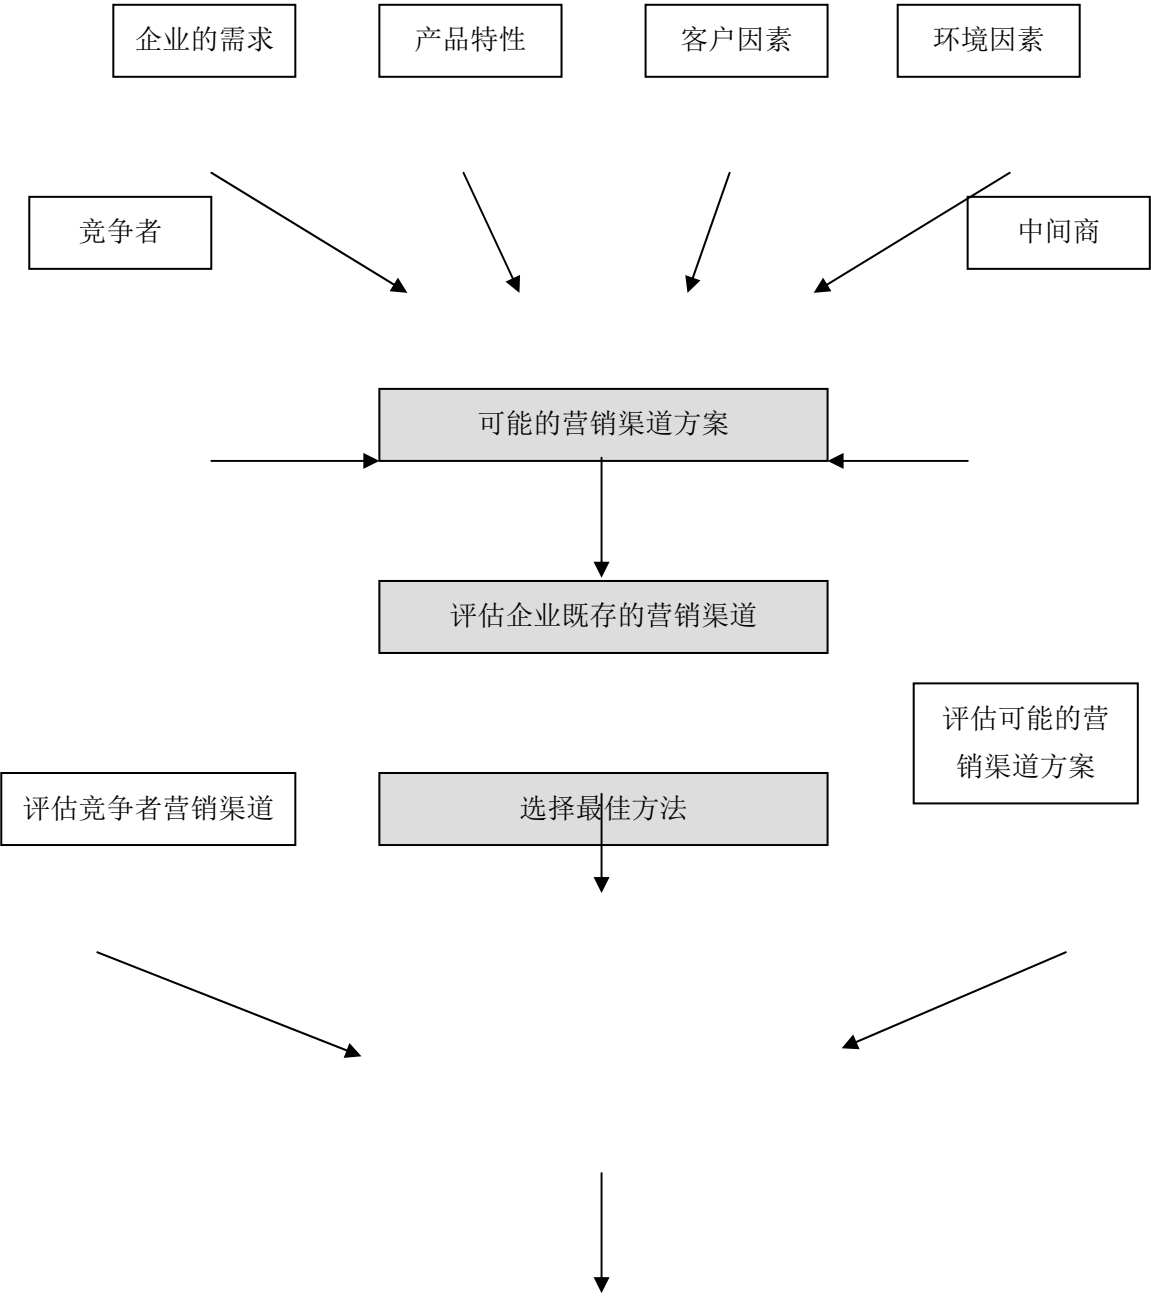 企业的需求
产品特性
客户因素
环境因素
竞争者
中间商
可能的营销渠道方案
评估企业既存的营销渠道
评估可能的营
销渠道方案
评估竞争者营销渠道
选择最佳方法